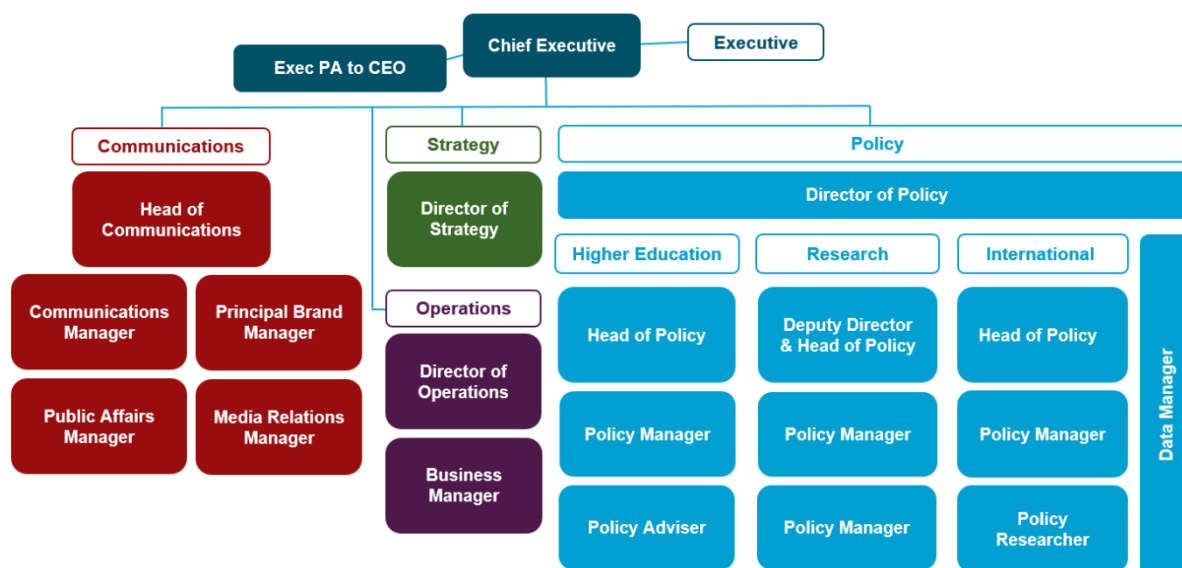 Chief Executive
Executive
Exec PA to CEO
Communications
Head of
Communications
Communications
Manager
Principal Brand
Manager
Public Affairs
Manager
Media Relations
Manager
Strategy
Director of
Strategy
Operations
Director of
Operations
Business
Manager
Policy
Director of Policy
Higher Education
Head of Policy
Policy Manager
Policy Adviser
Research
Deputy Director
& Head of Policy
Policy Manager
Policy Manager
International
Head of Policy
Policy Manager
Policy
Researcher
Data Manager